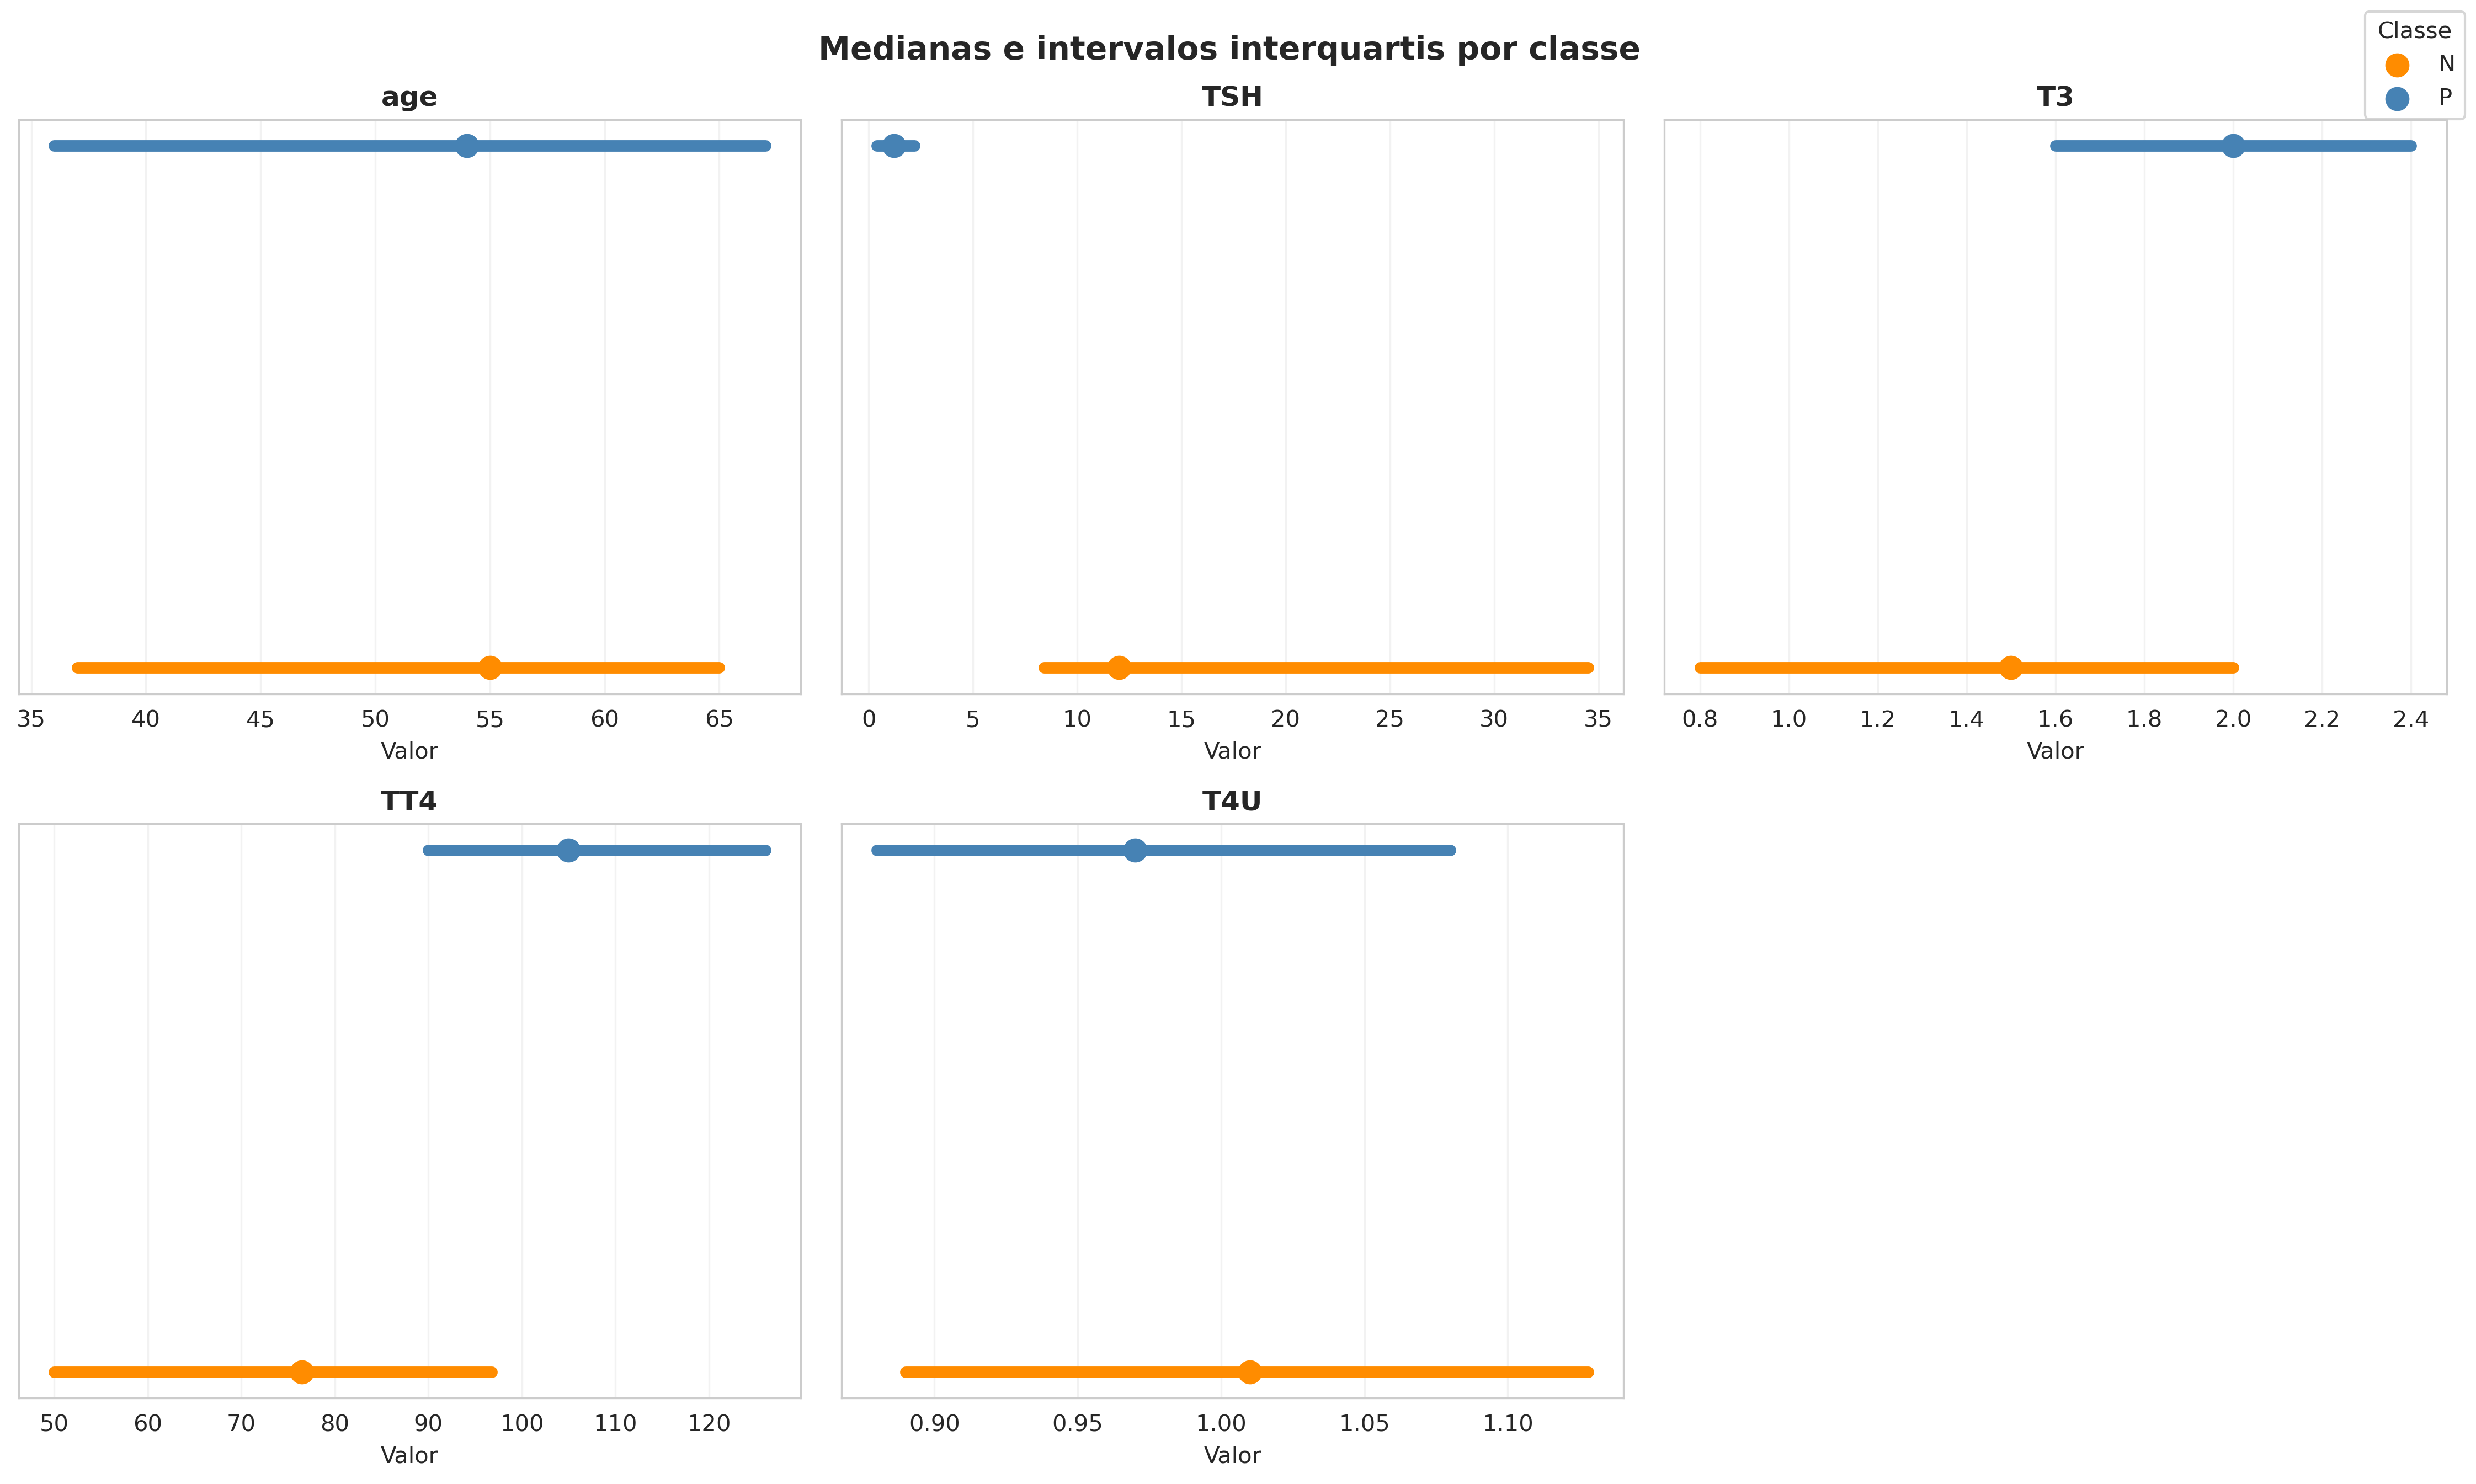 Medianas e intervalos interquartis por classe
Classe
N
P
age
35 40 45 50 55 60 65
Valor
TSH
0 5 10 15 20 25 30 35
Valor
T3
0.8 1.0 1.2 1.4 1.6 1.8 2.0 2.2 2.4
Valor
TT4
50 60 70 80 90 100 110 120
Valor
T4U
0.90 0.95 1.00 1.05 1.10
Valor